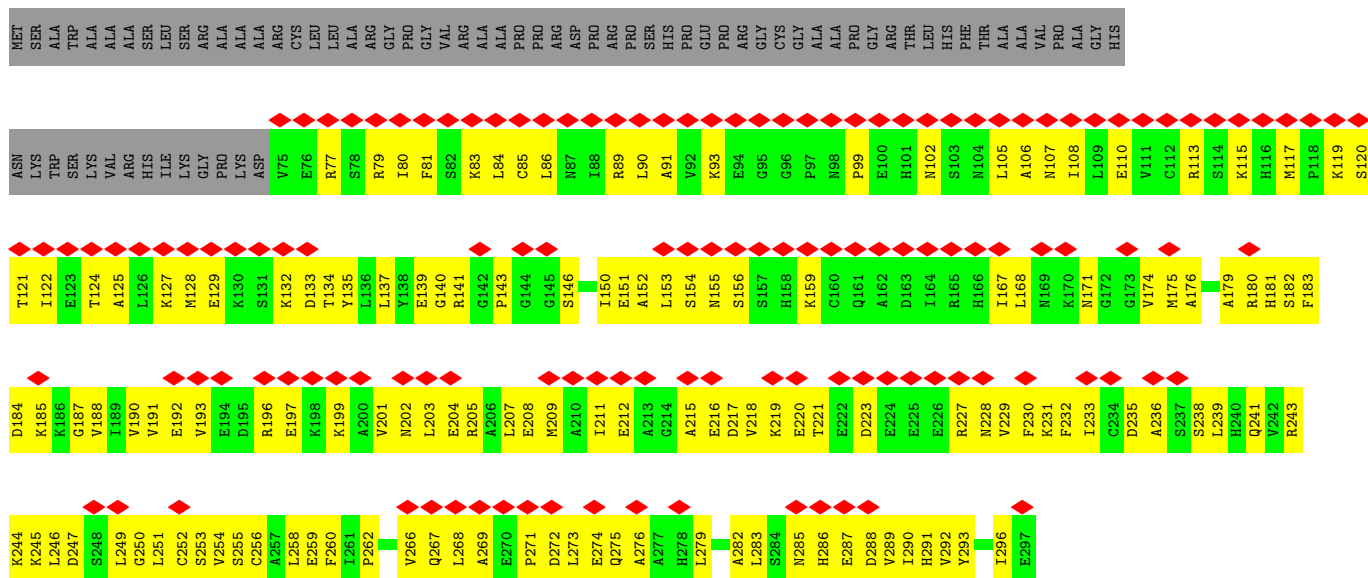 MET SER ALA TRP ALA ALA ALA SER LEU SER ARG ALA ALA ALA ARG CYS LEU LEU ALA ARG GLY PRO GLY VAL ARG ALA ALA PRO PRO ARG ASP PRO ARG PRO SER HIS PRO GLU PRO ARG GLY CYS GLY ALA ALA PRO GLY ARG THR LEU HIS PHE THR ALA ALA VAL PRO ALA GLY HIS
ASN LYS TRP SER LYS VAL ARG HIS ILE LYS GLY PRO LYS ASP V75 E76 R77 S78 R79 I80 F81 S82 K83 L84 C85 L86 N87 I88 R89 L90 A91 V92 K93 E94 G95 G96 P97 N98 P99 E100 H101 N102 S103 N104 L105 A106 N107 I108 L109 E110 V111 C112 R113 S114 K115 H116 M117 P118 K119 S120
T121 I122 E123 T124 A125 L126 K127 M128 E129 K130 S131 K132 D133 T134 Y135 L136 L137 Y138 E139 G140 R141 G142 P143 G144 G145 S146 I150 E151 A152 L153 S154 N155 S156 S157 H158 K159 C160 Q161 A162 D163 I164 R165 H166 I167 L168 N169 K170 N171 G172 G173 V174 M175 A176 A179 R180 H181 S182 F183
D184 K185 K186 G187 V188 I189 V190 V191 E192 V193 E194 D195 R196 E197 K198 K199 A200 V201 N202 L203 E204 R205 A206 L207 E208 M209 A210 I211 E212 A213 G214 A215 E216 D217 V218 K219 E220 T221 E222 D223 E224 E225 E226 R227 N228 V229 F230 K231 F232 I233 C234 D235 A236 S237 S238 L239 H240 Q241 V242 R243
K244 K245 L246 D247 S248 L249 G250 L251 C252 S253 V254 S255 C256 A257 L258 E259 F260 I261 P262 V266 Q267 L268 A269 E270 P271 D272 L273 E274 Q275 A276 A277 H278 L279 A282 L283 S284 N285 H286 E287 D288 V289 I290 H291 V292 Y293 I296 E297